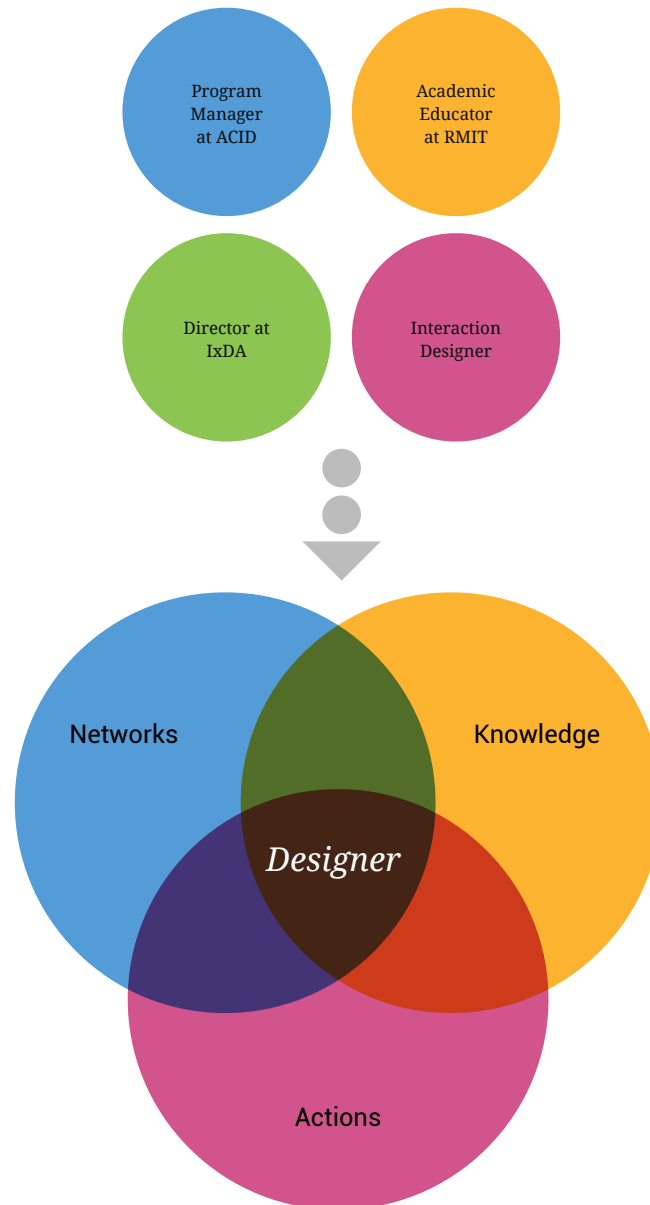 Program
Manager
at ACID
Academic
Educator
at RMIT
Director at
IxDA
Interaction
Designer
Networks
Knowledge
Designer
Actions